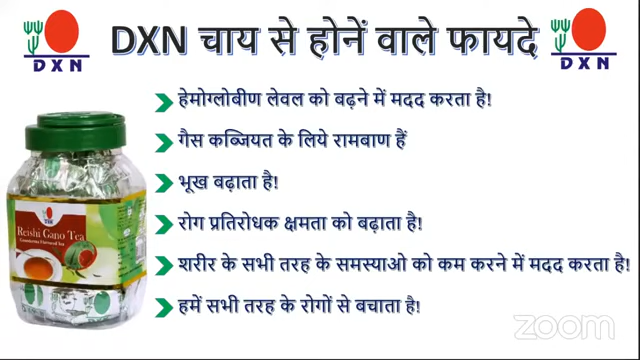 DXN चाय से होनें वाले फायदे
DXN
DXN
हेमोग्लोबीण लेवल को बढ़ने में मदद करता है!
गैस कब्जियत के लिये रामबाण हैं
भूख बढ़ाता है!
रोग प्रतिरोधक क्षमता को बढ़ाता है!
शरीर के सभी तरह के समस्याओ को कम करने में मदद करता है!
हमें सभी तरह के रोगों से बचाता है!
DXN
Reishi Gano Tea
zoom